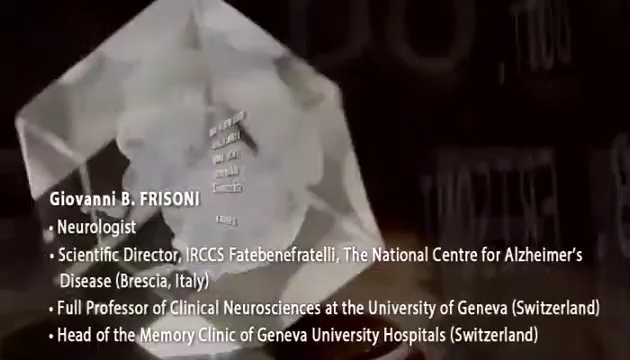 Giovanni B. FRISONI
• Neurologist
• Scientific Director, IRCCS Fatebenefratelli, The National Centre for Alzheimer's
Disease (Brescia, Italy)
• Full Professor of Clinical Neurosciences at the University of Geneva (Switzerland)
• Head of the Memory Clinic of Geneva University Hospitals (Switzerland)